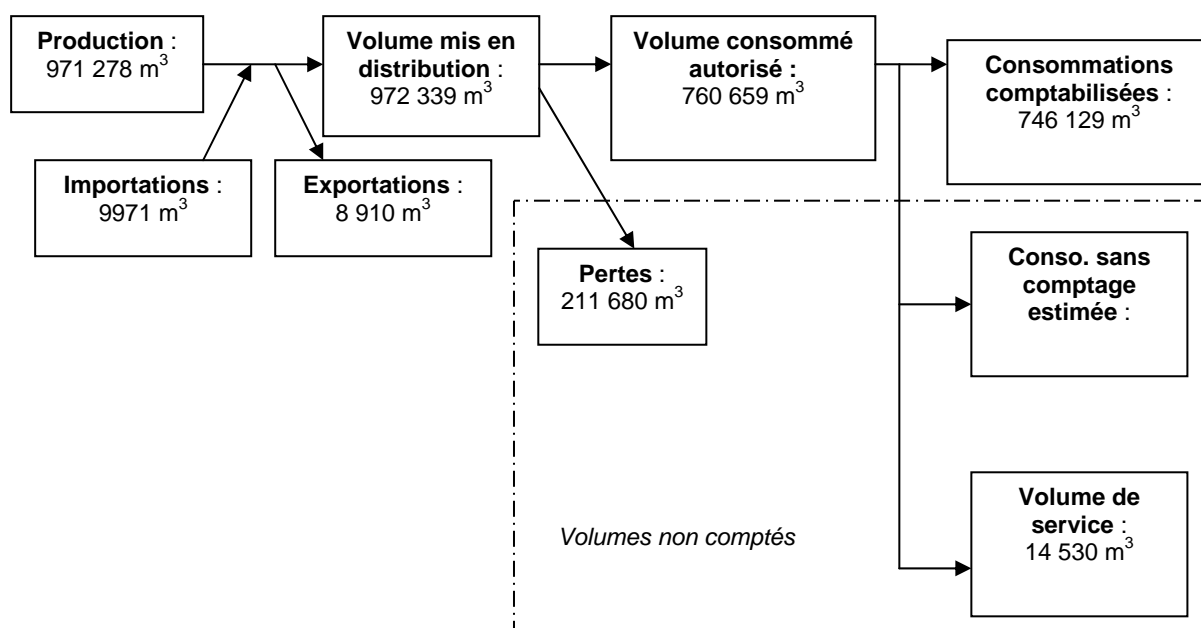 Production :
971 278 m³
Volume mis en
distribution :
972 339 m³
Volume consommé
autorisé :
760 659 m³
Consommations
comptabilisées :
746 129 m³
Importations :
9971 m³
Exportations :
8 910 m³
Pertes :
211 680 m³
Conso. sans
comptage
estimée :
Volumes non comptés
Volume de
service :
14 530 m³